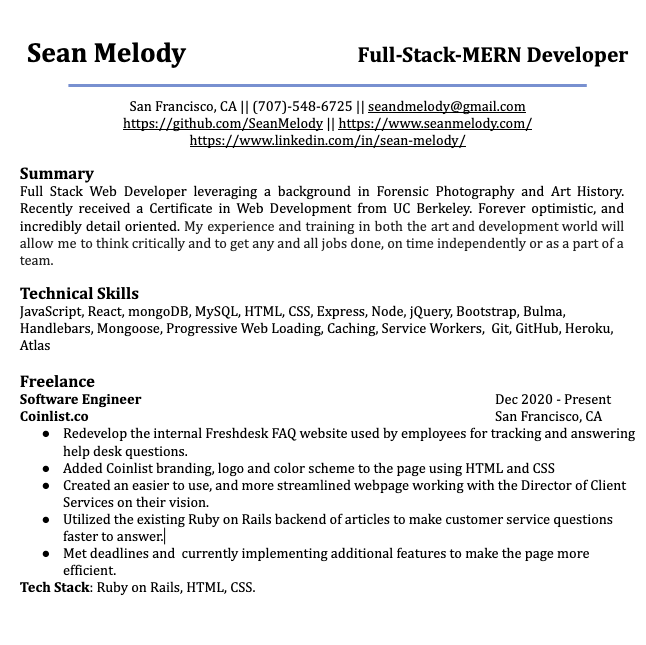 Sean Melody Full-Stack-MERN Developer
San Francisco, CA || (707)-548-6725 || seandmelody@gmail.com
https://github.com/SeanMelody || https://www.seanmelody.com/
https://www.linkedin.com/in/sean-melody/
Summary
Full Stack Web Developer leveraging a background in Forensic Photography and Art History.
Recently received a Certificate in Web Development from UC Berkeley. Forever optimistic, and
incredibly detail oriented. My experience and training in both the art and development world will
allow me to think critically and to get any and all jobs done, on time independently or as a part of a
team.
Technical Skills
JavaScript, React, mongoDB, MySQL, HTML, CSS, Express, Node, jQuery, Bootstrap, Bulma,
Handlebars, Mongoose, Progressive Web Loading, Caching, Service Workers, Git, GitHub, Heroku,
Atlas
Freelance
Software Engineer Dec 2020 - Present
Coinlist.co San Francisco, CA
● Redevelop the internal Freshdesk FAQ website used by employees for tracking and answering
help desk questions.
● Added Coinlist branding, logo and color scheme to the page using HTML and CSS
● Created an easier to use, and more streamlined webpage working with the Director of Client
Services on their vision.
● Utilized the existing Ruby on Rails backend of articles to make customer service questions
faster to answer.
● Met deadlines and currently implementing additional features to make the page more
efficient.
Tech Stack: Ruby on Rails, HTML, CSS.